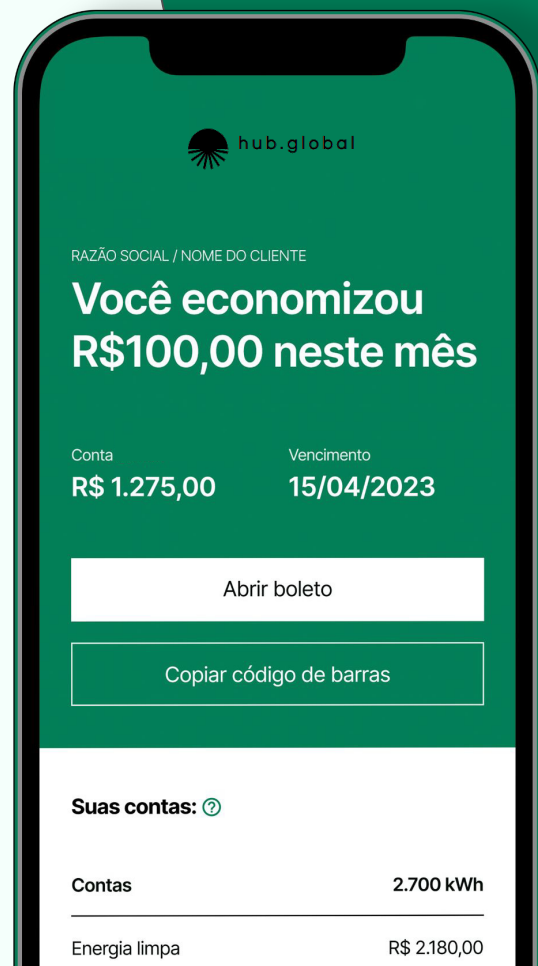 hub.global
RAZÃO SOCIAL / NOME DO CLIENTE
Você economizou
R$100,00 neste mês
Conta
Vencimento
R$ 1.275,00
15/04/2023
Abrir boleto
Copiar código de barras
Suas contas: ?
Contas
2.700 kWh
Energia limpa
R$ 2.180,00